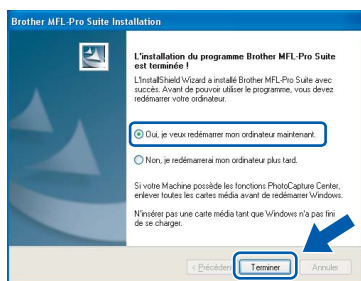 Brother MFL-Pro Suite Installation
L'installation du programme Brother MFL-Pro Suite
est terminée !
L'InstallShield Wizard a installé Brother MFL-Pro Suite avec
succès. Avant de pouvoir utiliser le programme, vous devez
redémarrer votre ordinateur.
Oui, je veux redémarrer mon ordinateur maintenant.
Non, je redémarrerai mon ordinateur plus tard.
Si votre Machine possède les fonctions PhotoCapture Center,
enlever toutes les cartes média avant de redémarrer Windows.
N'insérer pas une carte média tant que Windows n'a pas fini
de se charger.
< Précéden Terminer Annuler